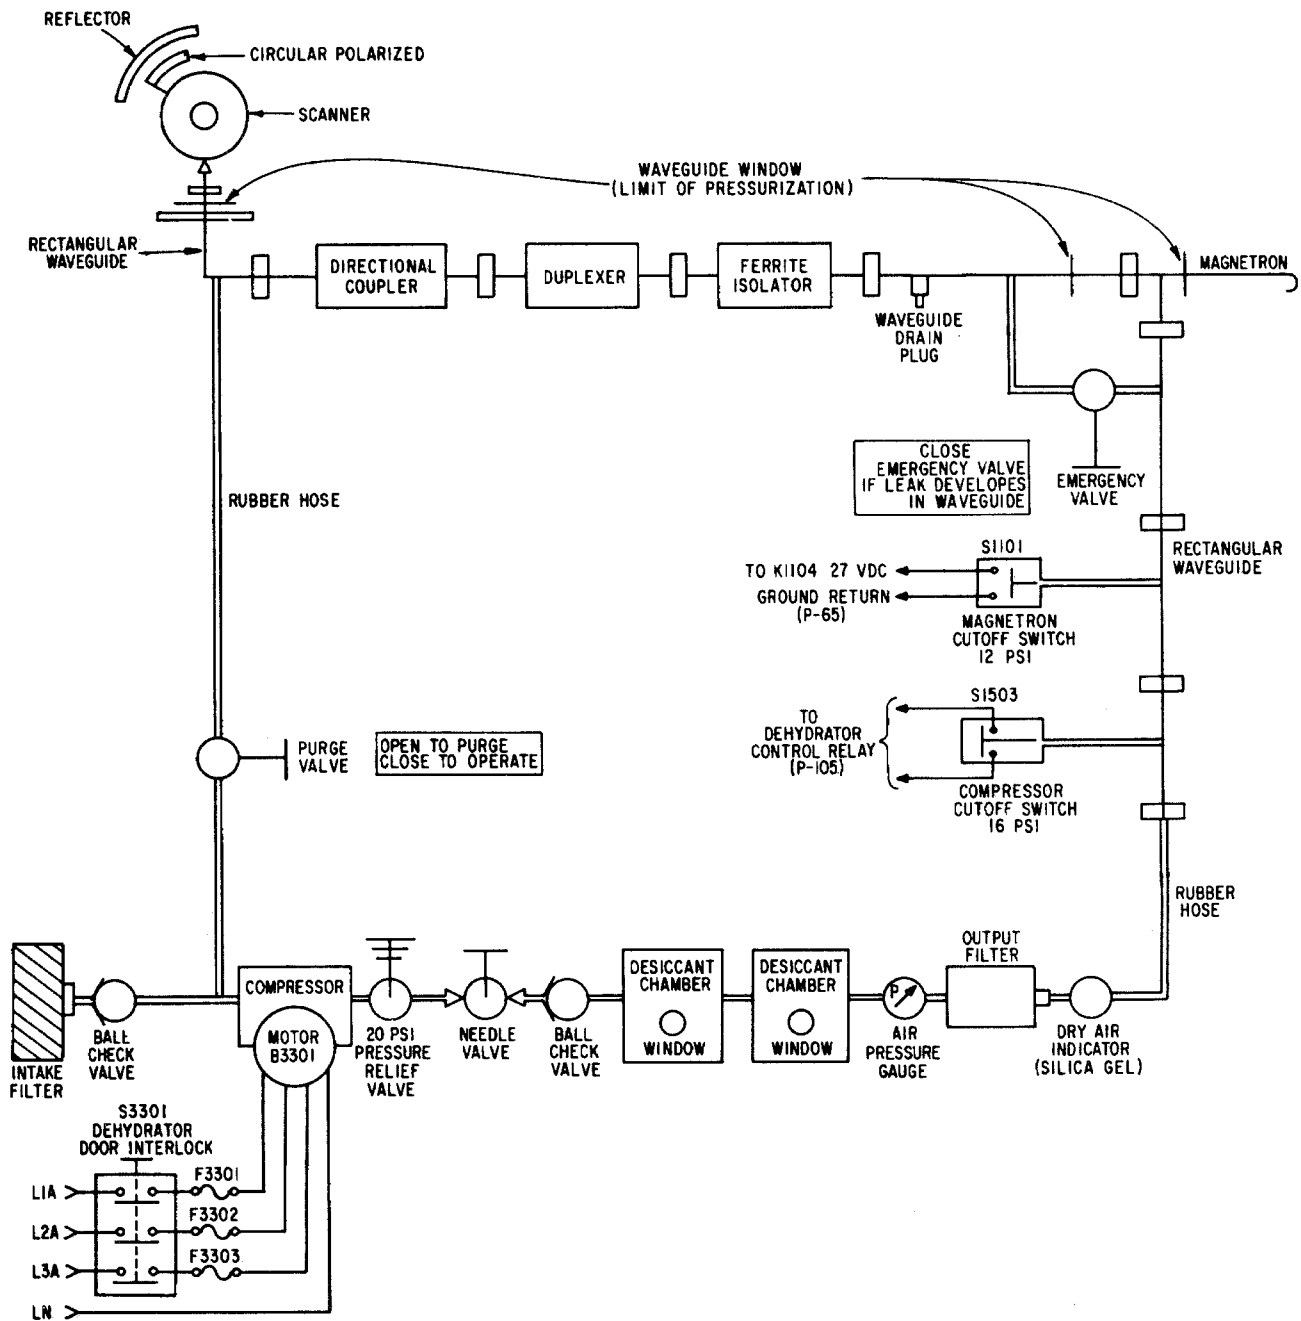 REFLECTOR
CIRCULAR POLARIZED
SCANNER
WAVEGUIDE WINDOW
(LIMIT OF PRESSURIZATION)
RECTANGULAR
WAVEGUIDE
DIRECTIONAL
COUPLER
DUPLEXER
FERRITE
ISOLATOR
MAGNETRON
WAVEGUIDE
DRAIN
PLUG
CLOSE
EMERGENCY VALVE
IF LEAK DEVELOPES
IN WAVEGUIDE
EMERGENCY
VALVE
RUBBER HOSE
S1101
TO K1104 27 VDC
GROUND RETURN
(P-65)
MAGNETRON
CUTOFF SWITCH
12 PSI
RECTANGULAR
WAVEGUIDE
S1503
TO
DEHYDRATOR
CONTROL RELAY
(P-105)
COMPRESSOR
CUTOFF SWITCH
16 PSI
PURGE
VALVE
OPEN TO PURGE
CLOSE TO OPERATE
RUBBER
HOSE
INTAKE
FILTER
BALL
CHECK
VALVE
COMPRESSOR
MOTOR
B3301
20 PSI
PRESSURE
RELIEF
VALVE
NEEDLE
VALVE
BALL
CHECK
VALVE
DESICCANT
CHAMBER
WINDOW
DESICCANT
CHAMBER
WINDOW
P
AIR
PRESSURE
GAUGE
OUTPUT
FILTER
DRY AIR
INDICATOR
(SILICA GEL)
S3301
DEHYDRATOR
DOOR INTERLOCK
L1A
F3301
L2A
F3302
L3A
F3303
LN